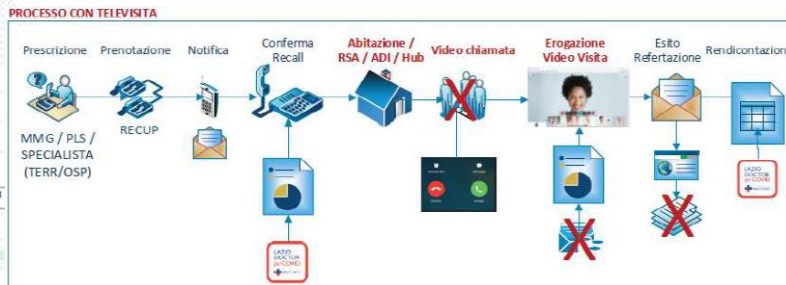 PROCESSO CON TELEVISITA
Prescrizione
Prenotazione
Notifica
Conferma
Recall
Abitazione /
RSA / ADI / Hub
Video chiamata
Erogazione
Video Visita
Esito
Refertazione
Rendicontazion
MMG / PLS /
SPECIALISTA
(TERR/OSP)
RECUP
LAZIO
DOCTOR
per COVID
LAZIO
DOCTOR
per COVID